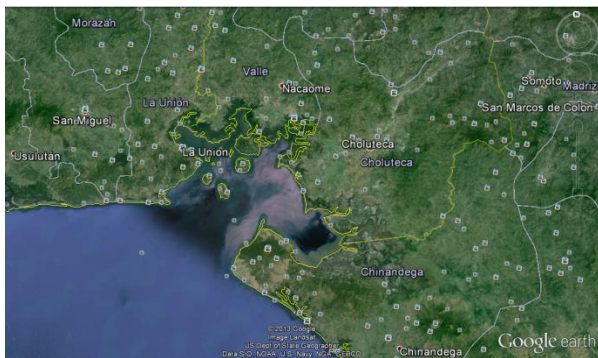 N
Morazán
Valle
Somoto
Madriz
Nacaome
La Unión
San Marcos de Colon
San Miguel
Choluteca
Usulután
La Unión
Choluteca
Chinandega
© 2013 Google
Image Landsat
US Dept of State Geographer
Data SIO, NOAA, U.S. Navy, NGA, GEBCO
Google earth
Chinandega